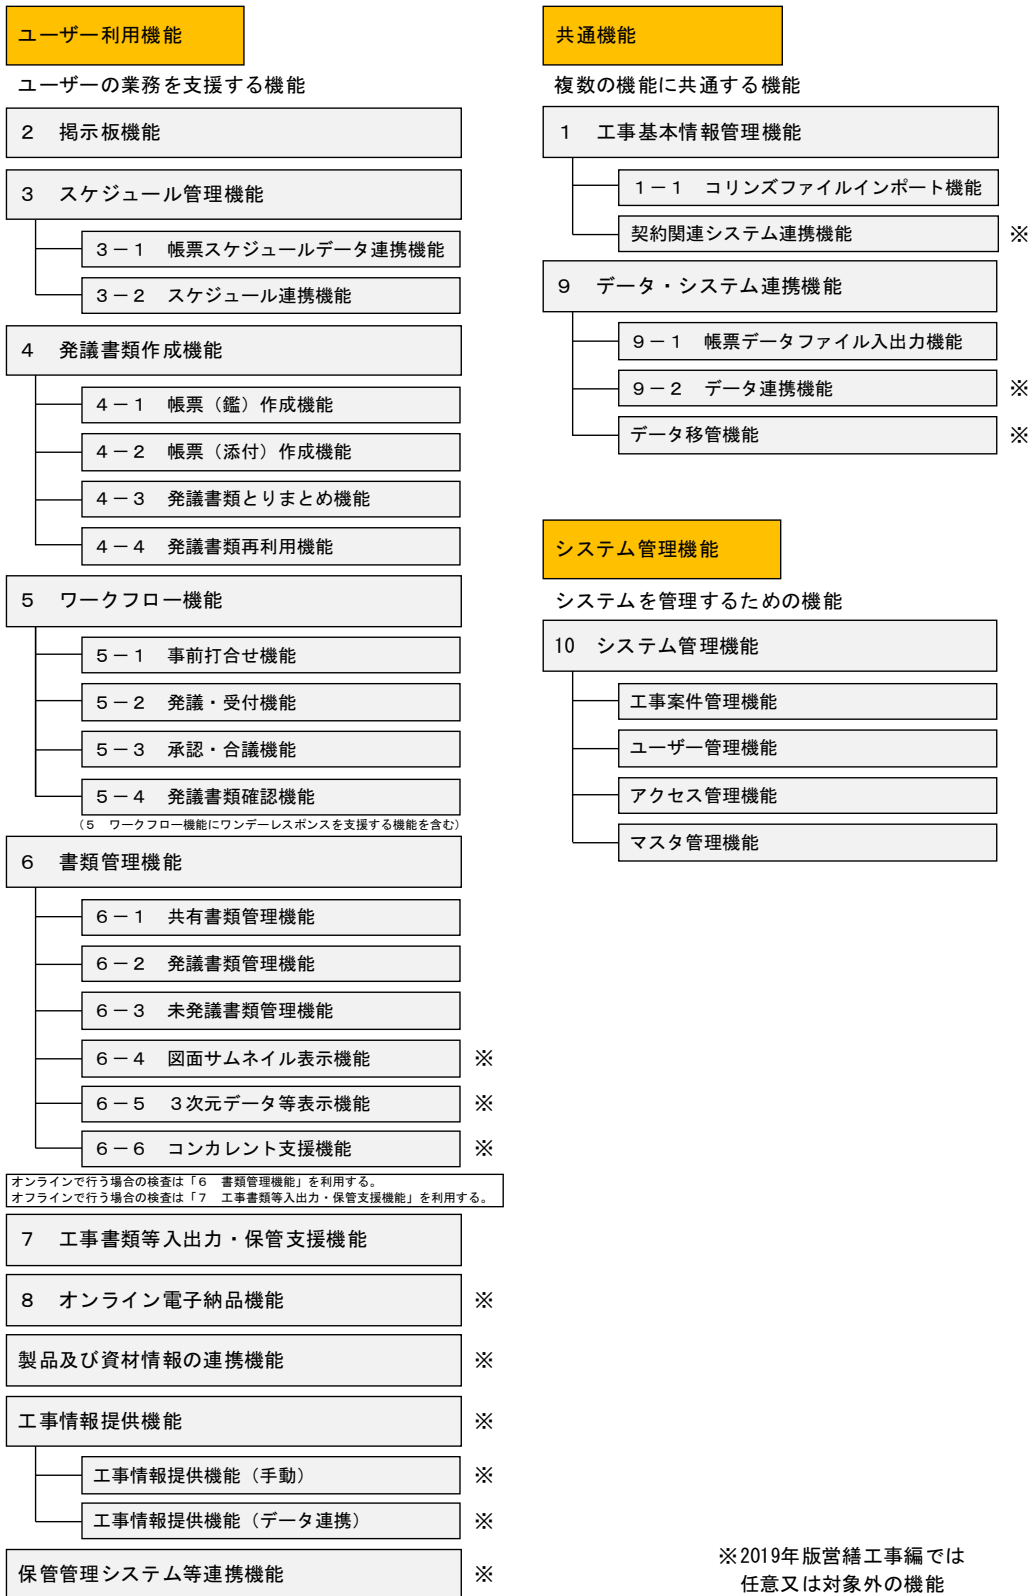 ユーザー利用機能
ユーザーの業務を支援する機能
２　掲示板機能
３　スケジュール管理機能
３－１　帳票スケジュールデータ連携機能
３－２　スケジュール連携機能
４　発議書類作成機能
４－１　帳票（鑑）作成機能
４－２　帳票（添付）作成機能
４－３　発議書類とりまとめ機能
４－４　発議書類再利用機能
５　ワークフロー機能
５－１　事前打合せ機能
５－２　発議・受付機能
５－３　承認・合議機能
５－４　発議書類確認機能
（５　ワークフロー機能にワンデーレスポンスを支援する機能を含む）
６　書類管理機能
６－１　共有書類管理機能
６－２　発議書類管理機能
６－３　未発議書類管理機能
６－４　図面サムネイル表示機能　※
６－５　３次元データ等表示機能　※
６－６　コンカレント支援機能　※
オンラインで行う場合の検査は「６　書類管理機能」を利用する。
オフラインで行う場合の検査は「７　工事書類等入出力・保管支援機能」を利用する。
７　工事書類等入出力・保管支援機能
８　オンライン電子納品機能　※
製品及び資材情報の連携機能　※
工事情報提供機能　※
工事情報提供機能（手動）　※
工事情報提供機能（データ連携）　※
保管管理システム等連携機能　※
共通機能
複数の機能に共通する機能
１　工事基本情報管理機能
１－１　コリンズファイルインポート機能
契約関連システム連携機能　※
９　データ・システム連携機能
９－１　帳票データファイル入出力機能
９－２　データ連携機能　※
データ移管機能　※
システム管理機能
システムを管理するための機能
10　システム管理機能
工事案件管理機能
ユーザー管理機能
アクセス管理機能
マスタ管理機能
※2019年版営繕工事編では
任意又は対象外の機能